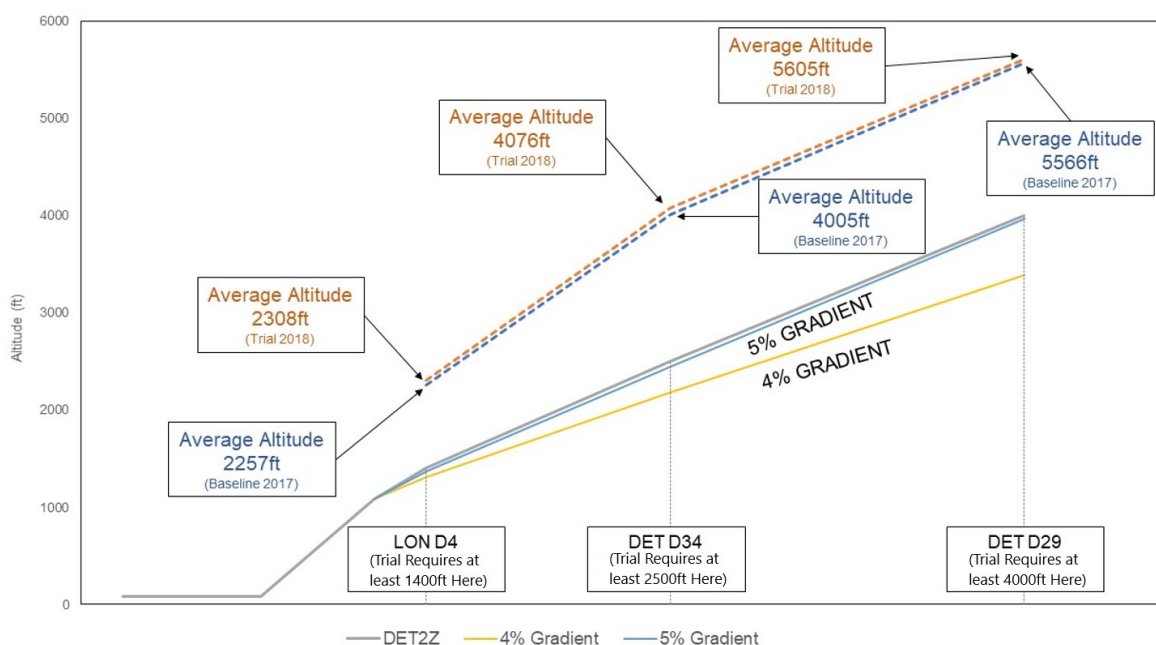 6000
5000
4000
3000
2000
1000
0
Altitude (ft)
Average Altitude
5605ft
(Trial 2018)
Average Altitude
4076ft
(Trial 2018)
Average Altitude
5566ft
(Baseline 2017)
Average Altitude
4005ft
(Baseline 2017)
Average Altitude
2308ft
(Trial 2018)
Average Altitude
2257ft
(Baseline 2017)
5% GRADIENT
4% GRADIENT
LON D4
(Trial Requires at
least 1400ft Here)
DET D34
(Trial Requires at
least 2500ft Here)
DET D29
(Trial Requires at
least 4000ft Here)
DET2Z
4% Gradient
5% Gradient